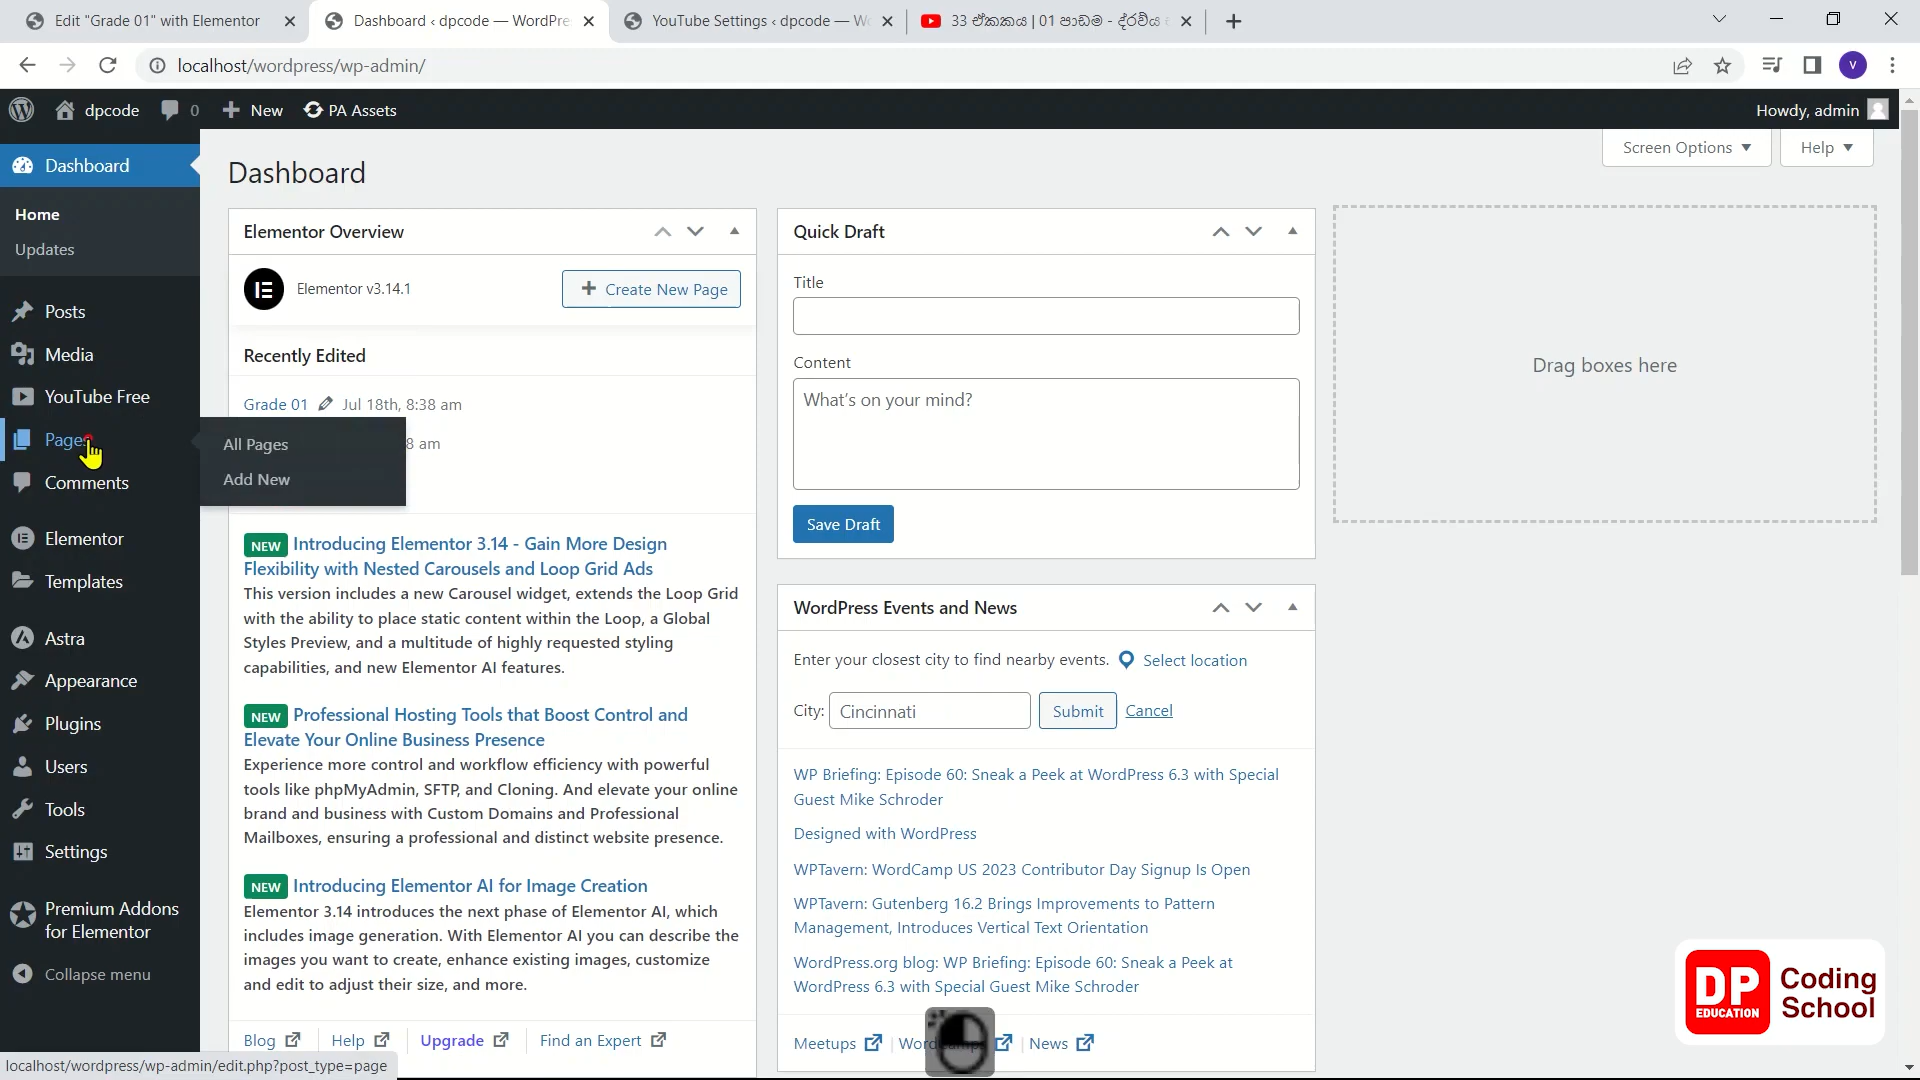 Edit "Grade 01" with Elementor
Dashboard ‹ dpcode — WordPre
YouTube Settings ‹ dpcode — W
33 ඒකකය | 01 පාඩම - ද්රව්ය
localhost/wordpress/wp-admin/
V
dpcode
0
New
PA Assets
Howdy, admin
Dashboard
Home
Updates
Posts
Media
YouTube Free
Pages
Comments
Elementor
Templates
Astra
Appearance
Plugins
Users
Tools
Settings
Premium Addons
for Elementor
Collapse menu
All Pages
Add New
Screen Options
Help
Dashboard
Elementor Overview
Elementor v3.14.1
Create New Page
Recently Edited
Grade 01
Jul 18th, 8:38 am
8 am
NEW Introducing Elementor 3.14 - Gain More Design
Flexibility with Nested Carousels and Loop Grid Ads
This version includes a new Carousel widget, extends the Loop Grid
with the ability to place static content within the Loop, a Global
Styles Preview, and a multitude of highly requested styling
capabilities, and new Elementor AI features.
NEW Professional Hosting Tools that Boost Control and
Elevate Your Online Business Presence
Experience more control and workflow efficiency with powerful
tools like phpMyAdmin, SFTP, and Cloning. And elevate your online
brand and business with Custom Domains and Professional
Mailboxes, ensuring a professional and distinct website presence.
NEW Introducing Elementor AI for Image Creation
Elementor 3.14 introduces the next phase of Elementor AI, which
includes image generation. With Elementor AI you can describe the
images you want to create, enhance existing images, customize
and edit to adjust their size, and more.
Blog
Help
Upgrade
Find an Expert
Quick Draft
Title
Content
What's on your mind?
Save Draft
WordPress Events and News
Enter your closest city to find nearby events.
Select location
City:
Cincinnati
Submit
Cancel
WP Briefing: Episode 60: Sneak a Peek at WordPress 6.3 with Special
Guest Mike Schroder
Designed with WordPress
WPTavern: WordCamp US 2023 Contributor Day Signup Is Open
WPTavern: Gutenberg 16.2 Brings Improvements to Pattern
Management, Introduces Vertical Text Orientation
WordPress.org blog: WP Briefing: Episode 60: Sneak a Peek at
WordPress 6.3 with Special Guest Mike Schroder
Meetups
WordCamps
News
Drag boxes here
DP
EDUCATION
Coding
School
localhost/wordpress/wp-admin/edit.php?post_type=page